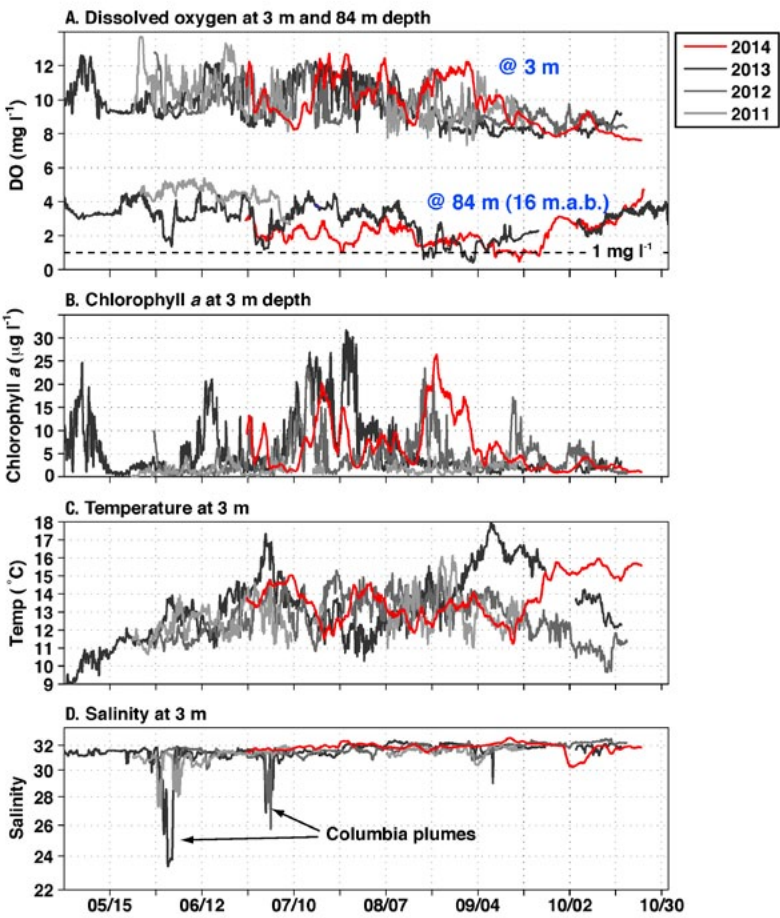 A. Dissolved oxygen at 3 m and 84 m depth
2014
2013
2012
2011
12
10
8
6
4
2
0
DO (mg l⁻¹)
@ 3 m
@ 84 m (16 m.a.b.)
1 mg l⁻¹
B. Chlorophyll a at 3 m depth
30
25
20
15
10
5
0
Chlorophyll a (µg l⁻¹)
C. Temperature at 3 m
18
17
16
15
14
13
12
11
10
9
Temp (°C)
D. Salinity at 3 m
32
30
28
26
24
22
Salinity
Columbia plumes
05/15 06/12 07/10 08/07 09/04 10/02 10/30